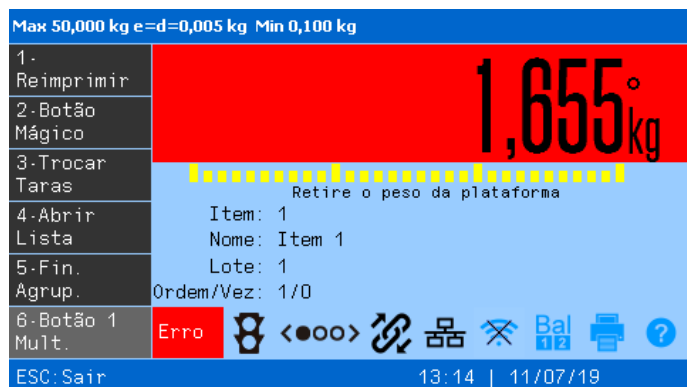 Max 50,000 kg e=d=0,005 kg Min 0,100 kg
1-
Reimprimir
2-Botão
Mágico
3-Trocar
Taras
4-Abrir
Lista
5-Fin.
Agrup.
6-Botão 1
Mult.
1,655 kg
Retire o peso da plataforma
Item: 1
Nome: Item 1
Lote: 1
Ordem/Vez: 1/0
Erro
Bal
1 2
?
ESC:Sair
13:14 | 11/07/19